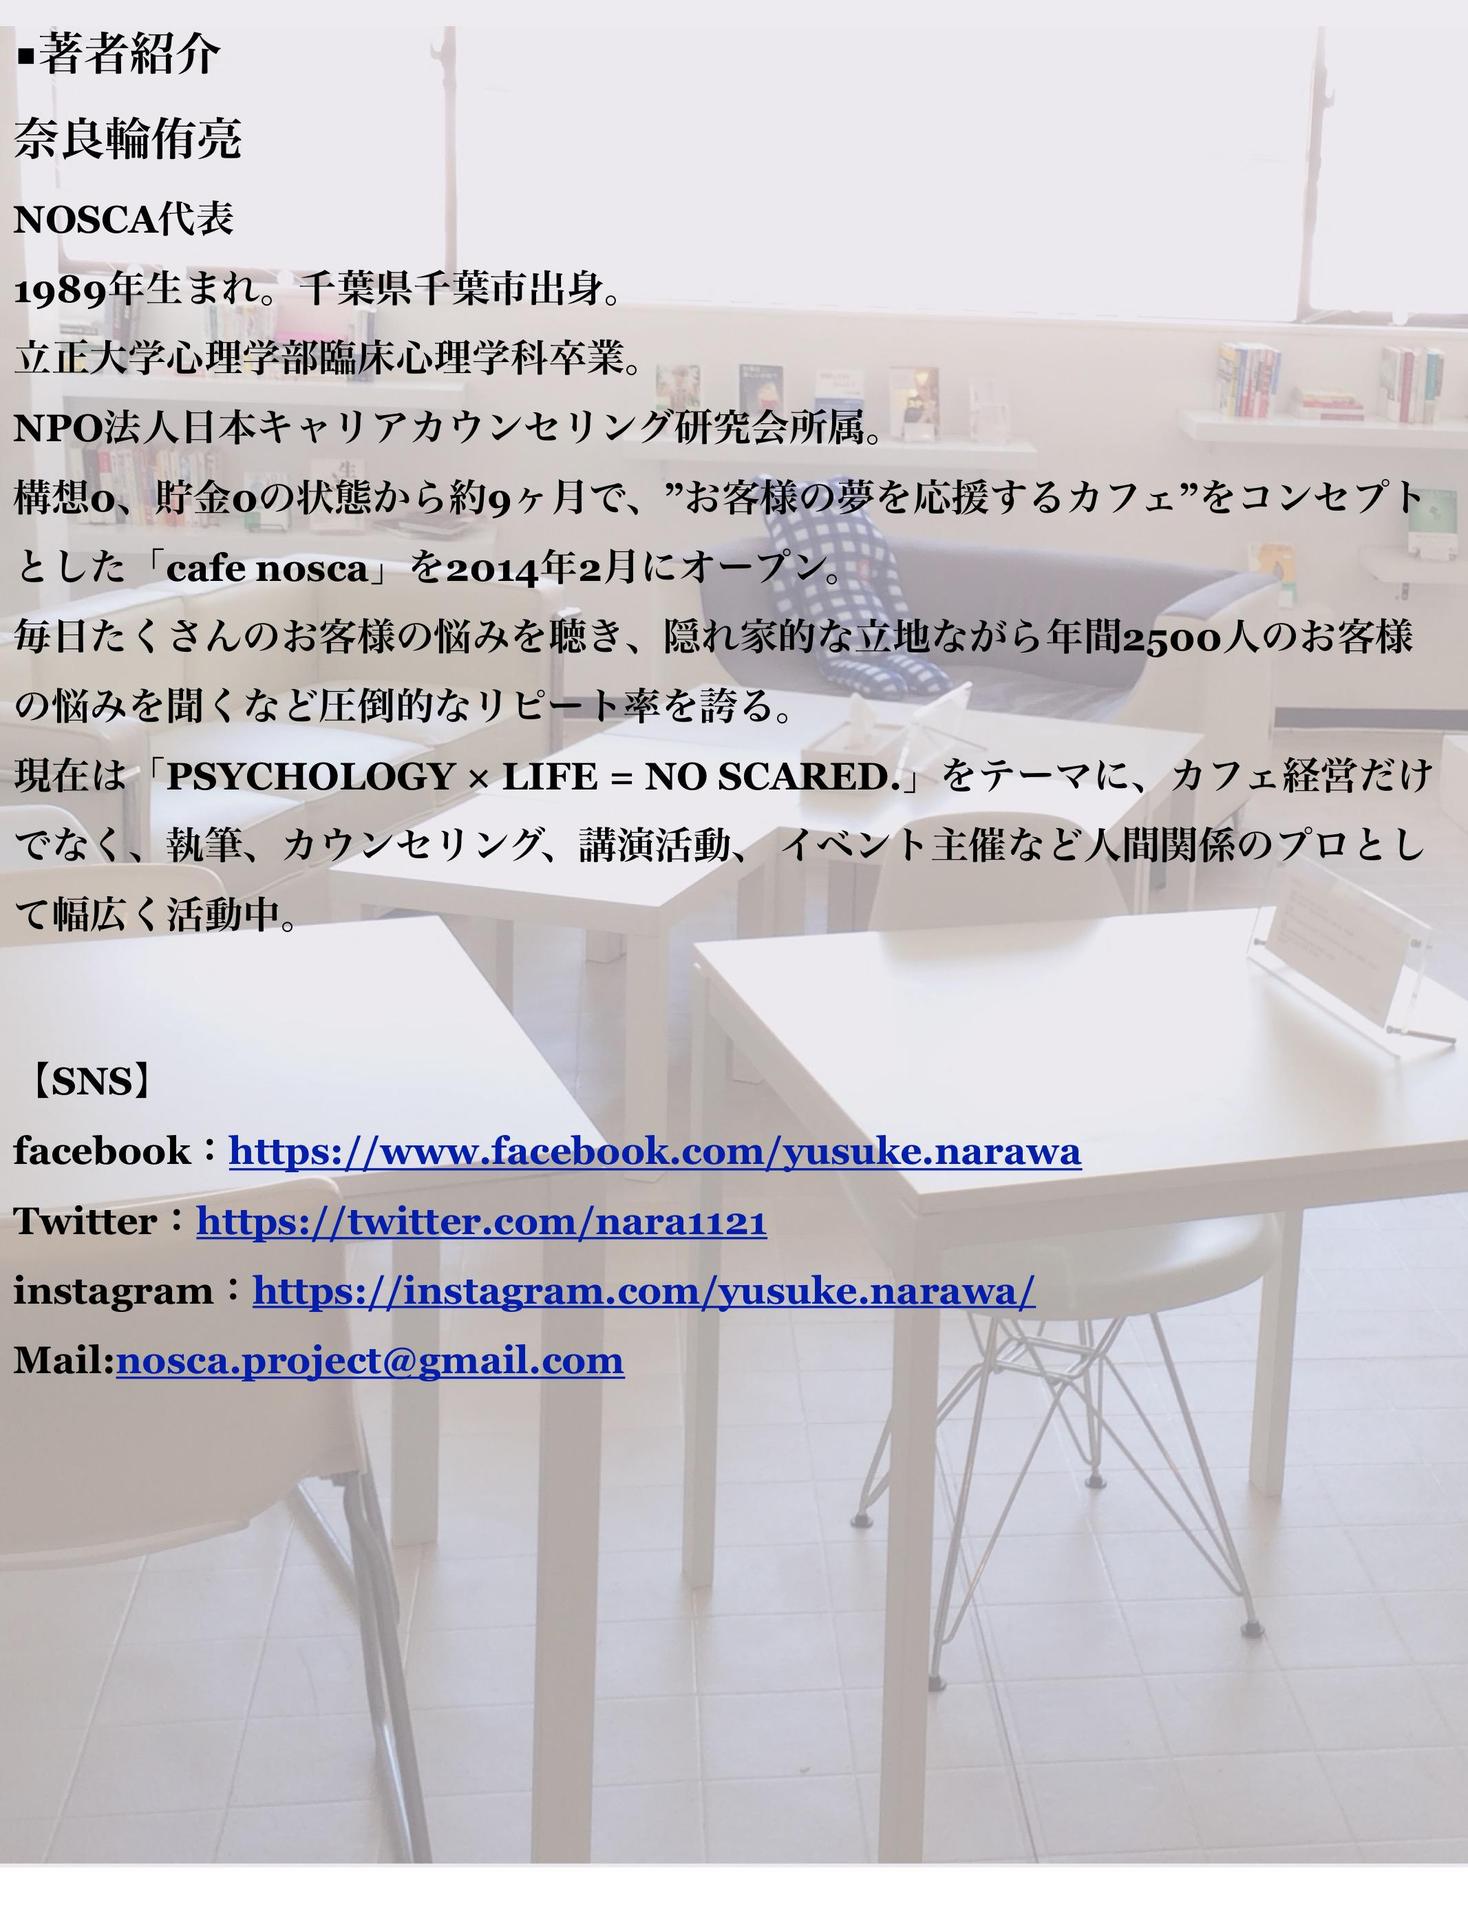 ▪著者紹介
奈良輪侑亮
NOSCA代表
1989年生まれ。千葉県千葉市出身。
立正大学心理学部臨床心理学科卒業。
NPO法人日本キャリアカウンセリング研究会所属。
構想0、貯金0の状態から約9ヶ月で、”お客様の夢を応援するカフェ”をコンセプト
とした「cafe nosca」を2014年2月にオープン。
毎日たくさんのお客様の悩みを聴き、隠れ家的な立地ながら年間2500人のお客様
の悩みを聞くなど圧倒的なリピート率を誇る。
現在は「PSYCHOLOGY × LIFE = NO SCARED.」をテーマに、カフェ経営だけ
でなく、執筆、カウンセリング、講演活動、 イベント主催など人間関係のプロとし
て幅広く活動中。
【SNS】
facebook：https://www.facebook.com/yusuke.narawa
Twitter：https://twitter.com/nara1121
instagram：https://instagram.com/yusuke.narawa/
Mail:nosca.project@gmail.com